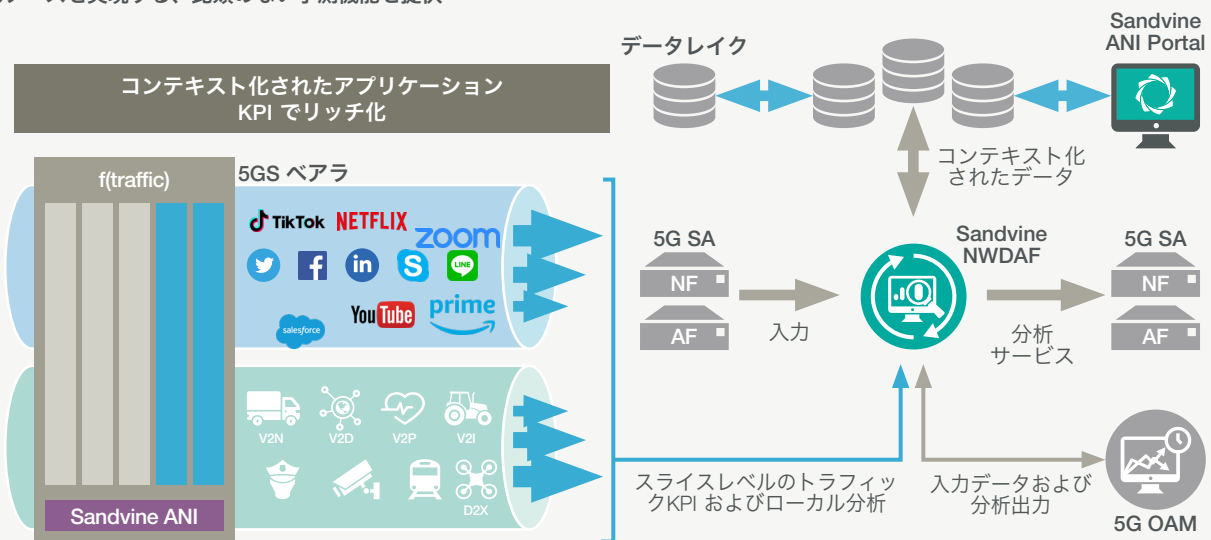 Sandvine
ANI Portal
データレイク
コンテキスト化されたアプリケーション
KPI でリッチ化
コンテキスト化
されたデータ
f(traffic)
5GS ベアラ
TikTok
NETFLIX
zoom
LINE
YouTube
prime
salesforce
5G SA
NF
AF
入力
Sandvine
NWDAF
分析
サービス
5G SA
NF
AF
V2N
V2D
V2P
V2I
D2X
Sandvine ANI
スライスレベルのトラフィッ
クKPI およびローカル分析
入力データおよび
分析出力
5G OAM